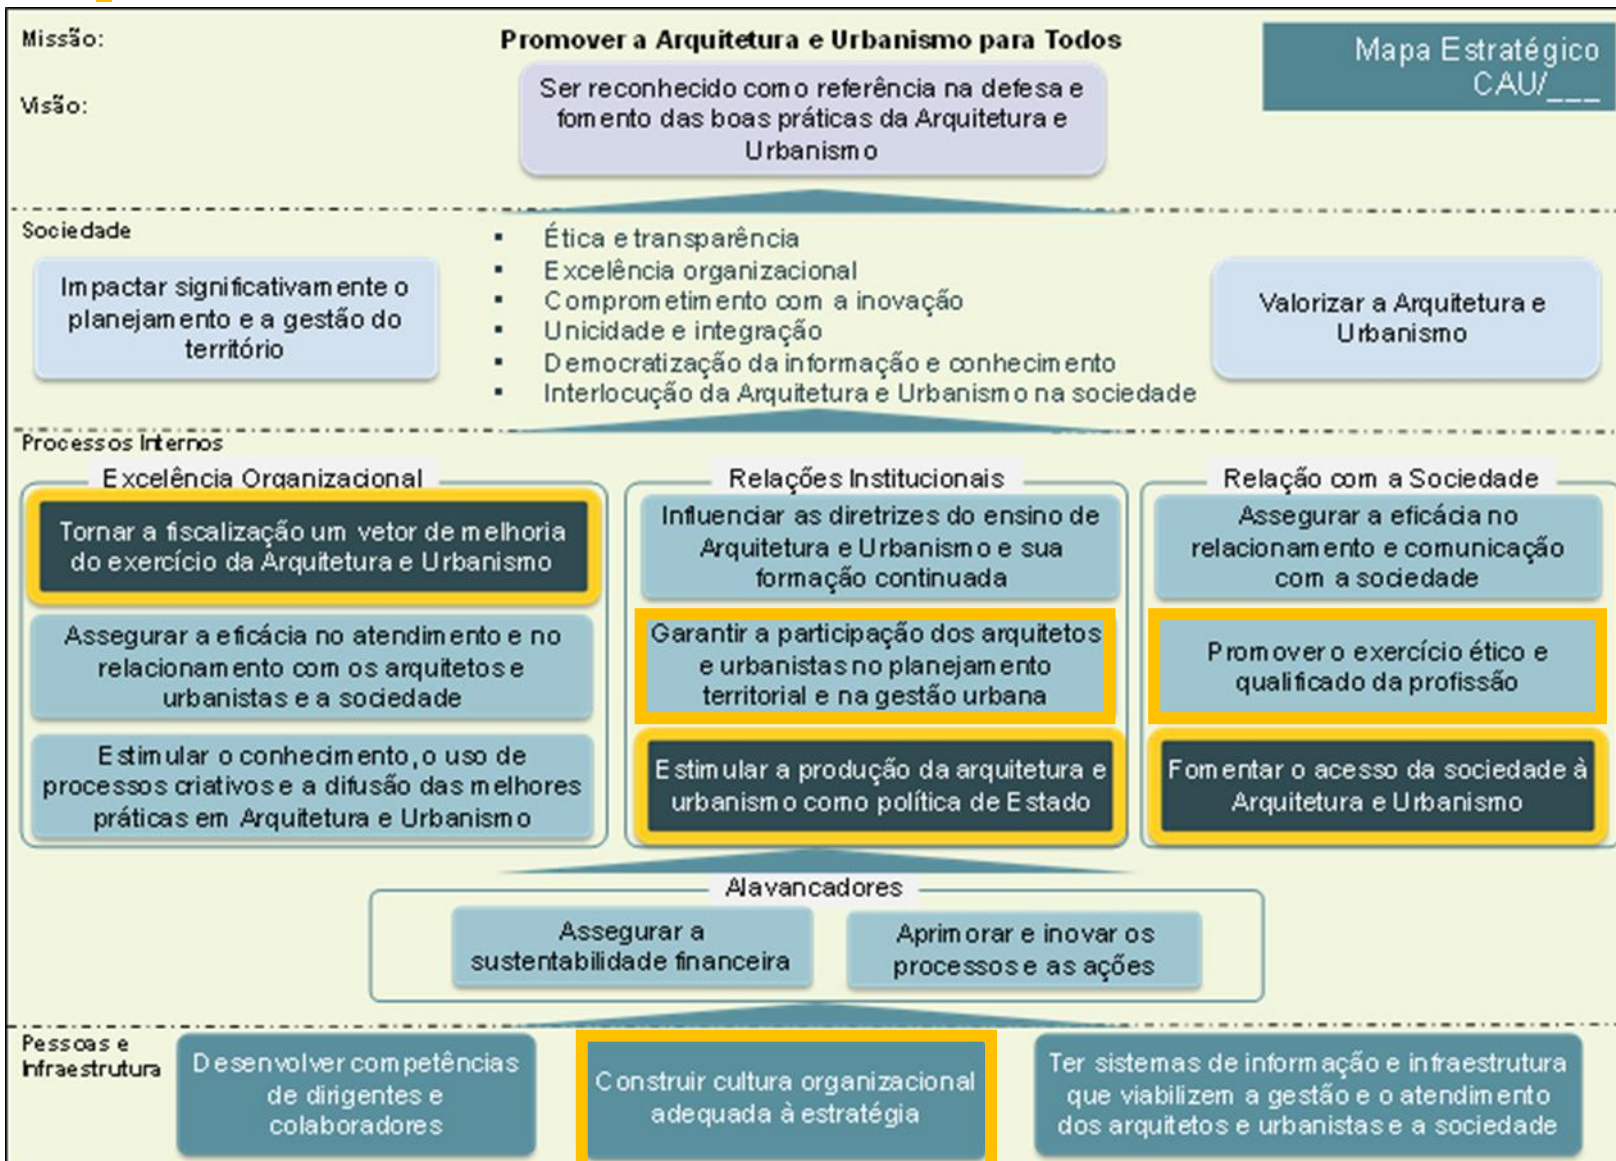 Missão:
Promover a Arquitetura e Urbanismo para Todos
Mapa Estratégico
CAU/___
Visão:
Ser reconhecido como referência na defesa e
fomento das boas práticas da Arquitetura e
Urbanismo
Sociedade
Impactar significativamente o
planejamento e a gestão do
território
▪ Ética e transparência
▪ Excelência organizacional
▪ Comprometimento com a inovação
▪ Unicidade e integração
▪ Democratização da informação e conhecimento
▪ Interlocução da Arquitetura e Urbanismo na sociedade
Valorizar a Arquitetura e
Urbanismo
Processos Internos
Excelência Organizacional
Tornar a fiscalização um vetor de melhoria
do exercício da Arquitetura e Urbanismo
Assegurar a eficácia no atendimento e no
relacionamento com os arquitetos e
urbanistas e a sociedade
Estimular o conhecimento, o uso de
processos criativos e a difusão das melhores
práticas em Arquitetura e Urbanismo
Relações Institucionais
Influenciar as diretrizes do ensino de
Arquitetura e Urbanismo e sua
formação continuada
Garantir a participação dos arquitetos
e urbanistas no planejamento
territorial e na gestão urbana
Estimular a produção da arquitetura e
urbanismo como política de Estado
Relação com a Sociedade
Assegurar a eficácia no
relacionamento e comunicação
com a sociedade
Promover o exercício ético e
qualificado da profissão
Fomentar o acesso da sociedade à
Arquitetura e Urbanismo
Alavancadores
Assegurar a
sustentabilidade financeira
Aprimorar e inovar os
processos e as ações
Pessoas e
Infraestrutura
Desenvolver competências
de dirigentes e
colaboradores
Construir cultura organizacional
adequada à estratégia
Ter sistemas de informação e infraestrutura
que viabilizem a gestão e o atendimento
dos arquitetos e urbanistas e a sociedade